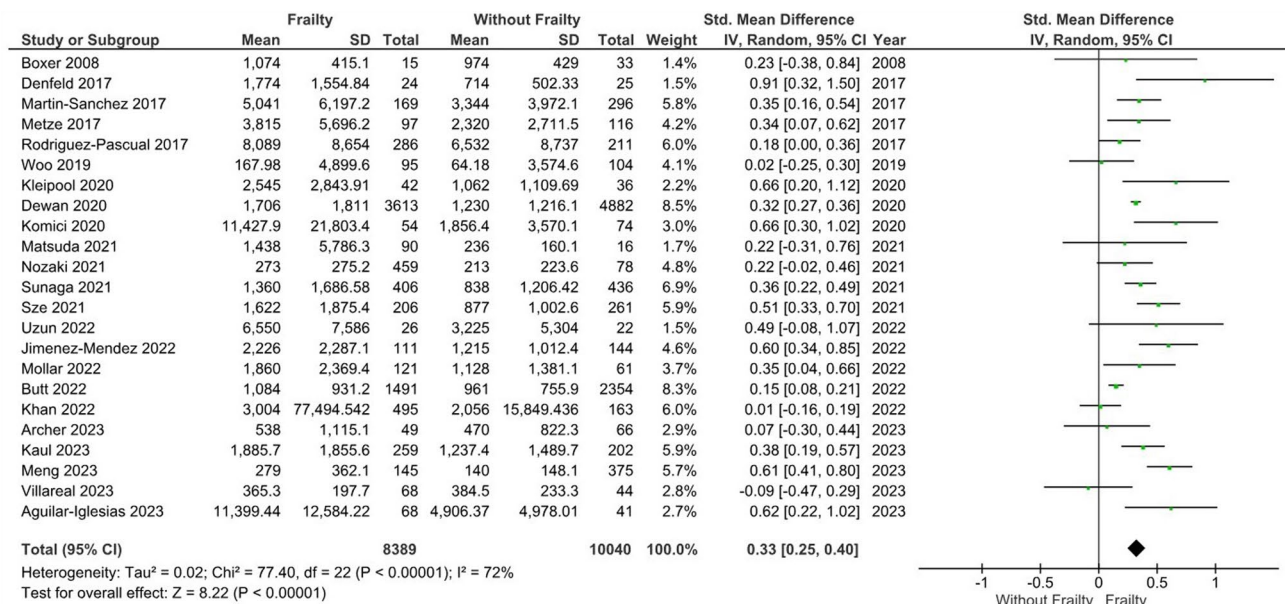 Frailty Without Frailty Std. Mean Difference Std. Mean Difference
Study or Subgroup Mean SD Total Mean SD Total Weight IV, Random, 95% CI Year IV, Random, 95% CI
Boxer 2008 1,074 415.1 15 974 429 33 1.4% 0.23 [-0.38, 0.84] 2008
Denfeld 2017 1,774 1,554.84 24 714 502.33 25 1.5% 0.91 [0.32, 1.50] 2017
Martin-Sanchez 2017 5,041 6,197.2 169 3,344 3,972.1 296 5.8% 0.35 [0.16, 0.54] 2017
Metze 2017 3,815 5,696.2 97 2,320 2,711.5 116 4.2% 0.34 [0.07, 0.62] 2017
Rodriguez-Pascual 2017 8,089 8,654 286 6,532 8,737 211 6.0% 0.18 [0.00, 0.36] 2017
Woo 2019 167.98 4,899.6 95 64.18 3,574.6 104 4.1% 0.02 [-0.25, 0.30] 2019
Kleipool 2020 2,545 2,843.91 42 1,062 1,109.69 36 2.2% 0.66 [0.20, 1.12] 2020
Dewan 2020 1,706 1,811 3613 1,230 1,216.1 4882 8.5% 0.32 [0.27, 0.36] 2020
Komici 2020 11,427.9 21,803.4 54 1,856.4 3,570.1 74 3.0% 0.66 [0.30, 1.02] 2020
Matsuda 2021 1,438 5,786.3 90 236 160.1 16 1.7% 0.22 [-0.31, 0.76] 2021
Nozaki 2021 273 275.2 459 213 223.6 78 4.8% 0.22 [-0.02, 0.46] 2021
Sunaga 2021 1,360 1,686.58 406 838 1,206.42 436 6.9% 0.36 [0.22, 0.49] 2021
Sze 2021 1,622 1,875.4 206 877 1,002.6 261 5.9% 0.51 [0.33, 0.70] 2021
Uzun 2022 6,550 7,586 26 3,225 5,304 22 1.5% 0.49 [-0.08, 1.07] 2022
Jimenez-Mendez 2022 2,226 2,287.1 111 1,215 1,012.4 144 4.6% 0.60 [0.34, 0.85] 2022
Mollar 2022 1,860 2,369.4 121 1,128 1,381.1 61 3.7% 0.35 [0.04, 0.66] 2022
Butt 2022 1,084 931.2 1491 961 755.9 2354 8.3% 0.15 [0.08, 0.21] 2022
Khan 2022 3,004 77,494.542 495 2,056 15,849.436 163 6.0% 0.01 [-0.16, 0.19] 2022
Archer 2023 538 1,115.1 49 470 822.3 66 2.9% 0.07 [-0.30, 0.44] 2023
Kaul 2023 1,885.7 1,855.6 259 1,237.4 1,489.7 202 5.9% 0.38 [0.19, 0.57] 2023
Meng 2023 279 362.1 145 140 148.1 375 5.7% 0.61 [0.41, 0.80] 2023
Villareal 2023 365.3 197.7 68 384.5 233.3 44 2.8% -0.09 [-0.47, 0.29] 2023
Aguilar-Iglesias 2023 11,399.44 12,584.22 68 4,906.37 4,978.01 41 2.7% 0.62 [0.22, 1.02] 2023
Total (95% CI) 8389 10040 100.0% 0.33 [0.25, 0.40]
Heterogeneity: Tau² = 0.02; Chi² = 77.40, df = 22 (P < 0.00001); I² = 72%
Test for overall effect: Z = 8.22 (P < 0.00001)
-1 -0.5 0 0.5 1
Without Frailty Frailty